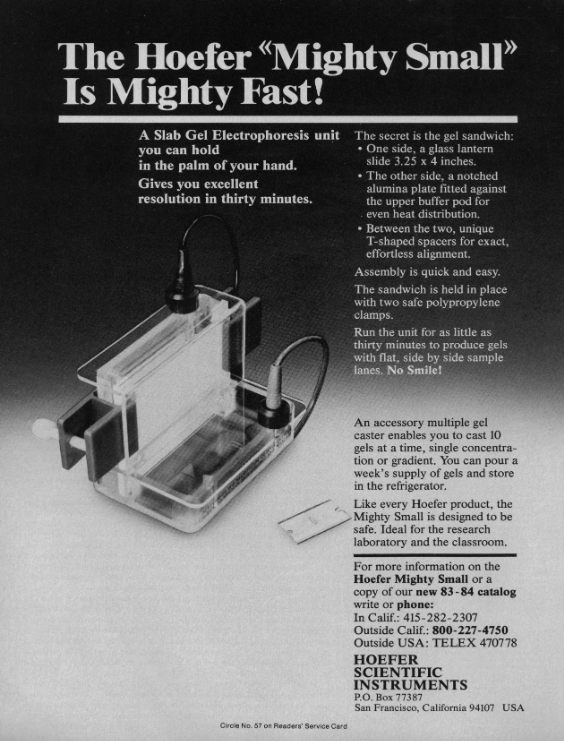 The Hoefer “Mighty Small”
Is Mighty Fast!
A Slab Gel Electrophoresis unit
you can hold
in the palm of your hand.
Gives you excellent
resolution in thirty minutes.
The secret is the gel sandwich:
• One side, a glass lantern
slide 3.25 x 4 inches.
• The other side, a notched
alumina plate fitted against
the upper buffer pod for
even heat distribution.
• Between the two, unique
T-shaped spacers for exact,
effortless alignment.
Assembly is quick and easy.
The sandwich is held in place
with two safe polypropylene
clamps.
Run the unit for as little as
thirty minutes to produce gels
with flat, side by side sample
lanes. No Smile!
An accessory multiple gel
caster enables you to cast 10
gels at a time, single concentra-
tion or gradient. You can pour a
week's supply of gels and store
in the refrigerator.
Like every Hoefer product, the
Mighty Small is designed to be
safe. Ideal for the research
laboratory and the classroom.
For more information on the
Hoefer Mighty Small or a
copy of our new 83-84 catalog
write or phone:
In Calif.: 415-282-2307
Outside Calif.: 800-227-4750
Outside USA: TELEX 470778
HOEFER
SCIENTIFIC
INSTRUMENTS
P.O. Box 77387
San Francisco, California 94107 USA
Circle No. 57 on Readers' Service Card